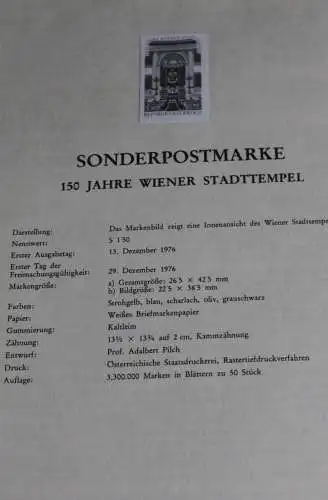 REPUBLIK ÖSTERREICH
SONDERPOSTMARKE
150 JAHRE WIENER STADTTEMPEL
Darstellung: Das Markenbild zeigt eine Innenansicht des Wiener Stadttempe
Nennwert: S 1'50
Erster Ausgabetag: 13. Dezember 1976
Erster Tag der
Freimachungsgültigkeit: 29. Dezember 1976
Markengröße: a) Gesamtgröße: 26'5 × 42'5 mm
b) Bildgröße: 22'5 × 38'5 mm
Farben: Strohgelb, blau, scharlach, oliv, grauschwarz
Papier: Weißes Briefmarkenpapier
Gummierung: Kaltleim
Zähnung: 13½ × 13¾ auf 2 cm, Kammzähnung.
Entwurf: Prof. Adalbert Pilch
Druck: Österreichische Staatsdruckerei, Rastertiefdruckverfahren
Auflage: 3,300.000 Marken in Blättern zu 50 Stück